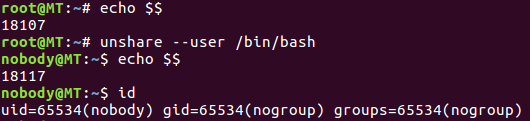 root@MT:~# echo $$
18107
root@MT:~# unshare --user /bin/bash
nobody@MT:~$ echo $$
18117
nobody@MT:~$ id
uid=65534(nobody) gid=65534(nogroup) groups=65534(nogroup)